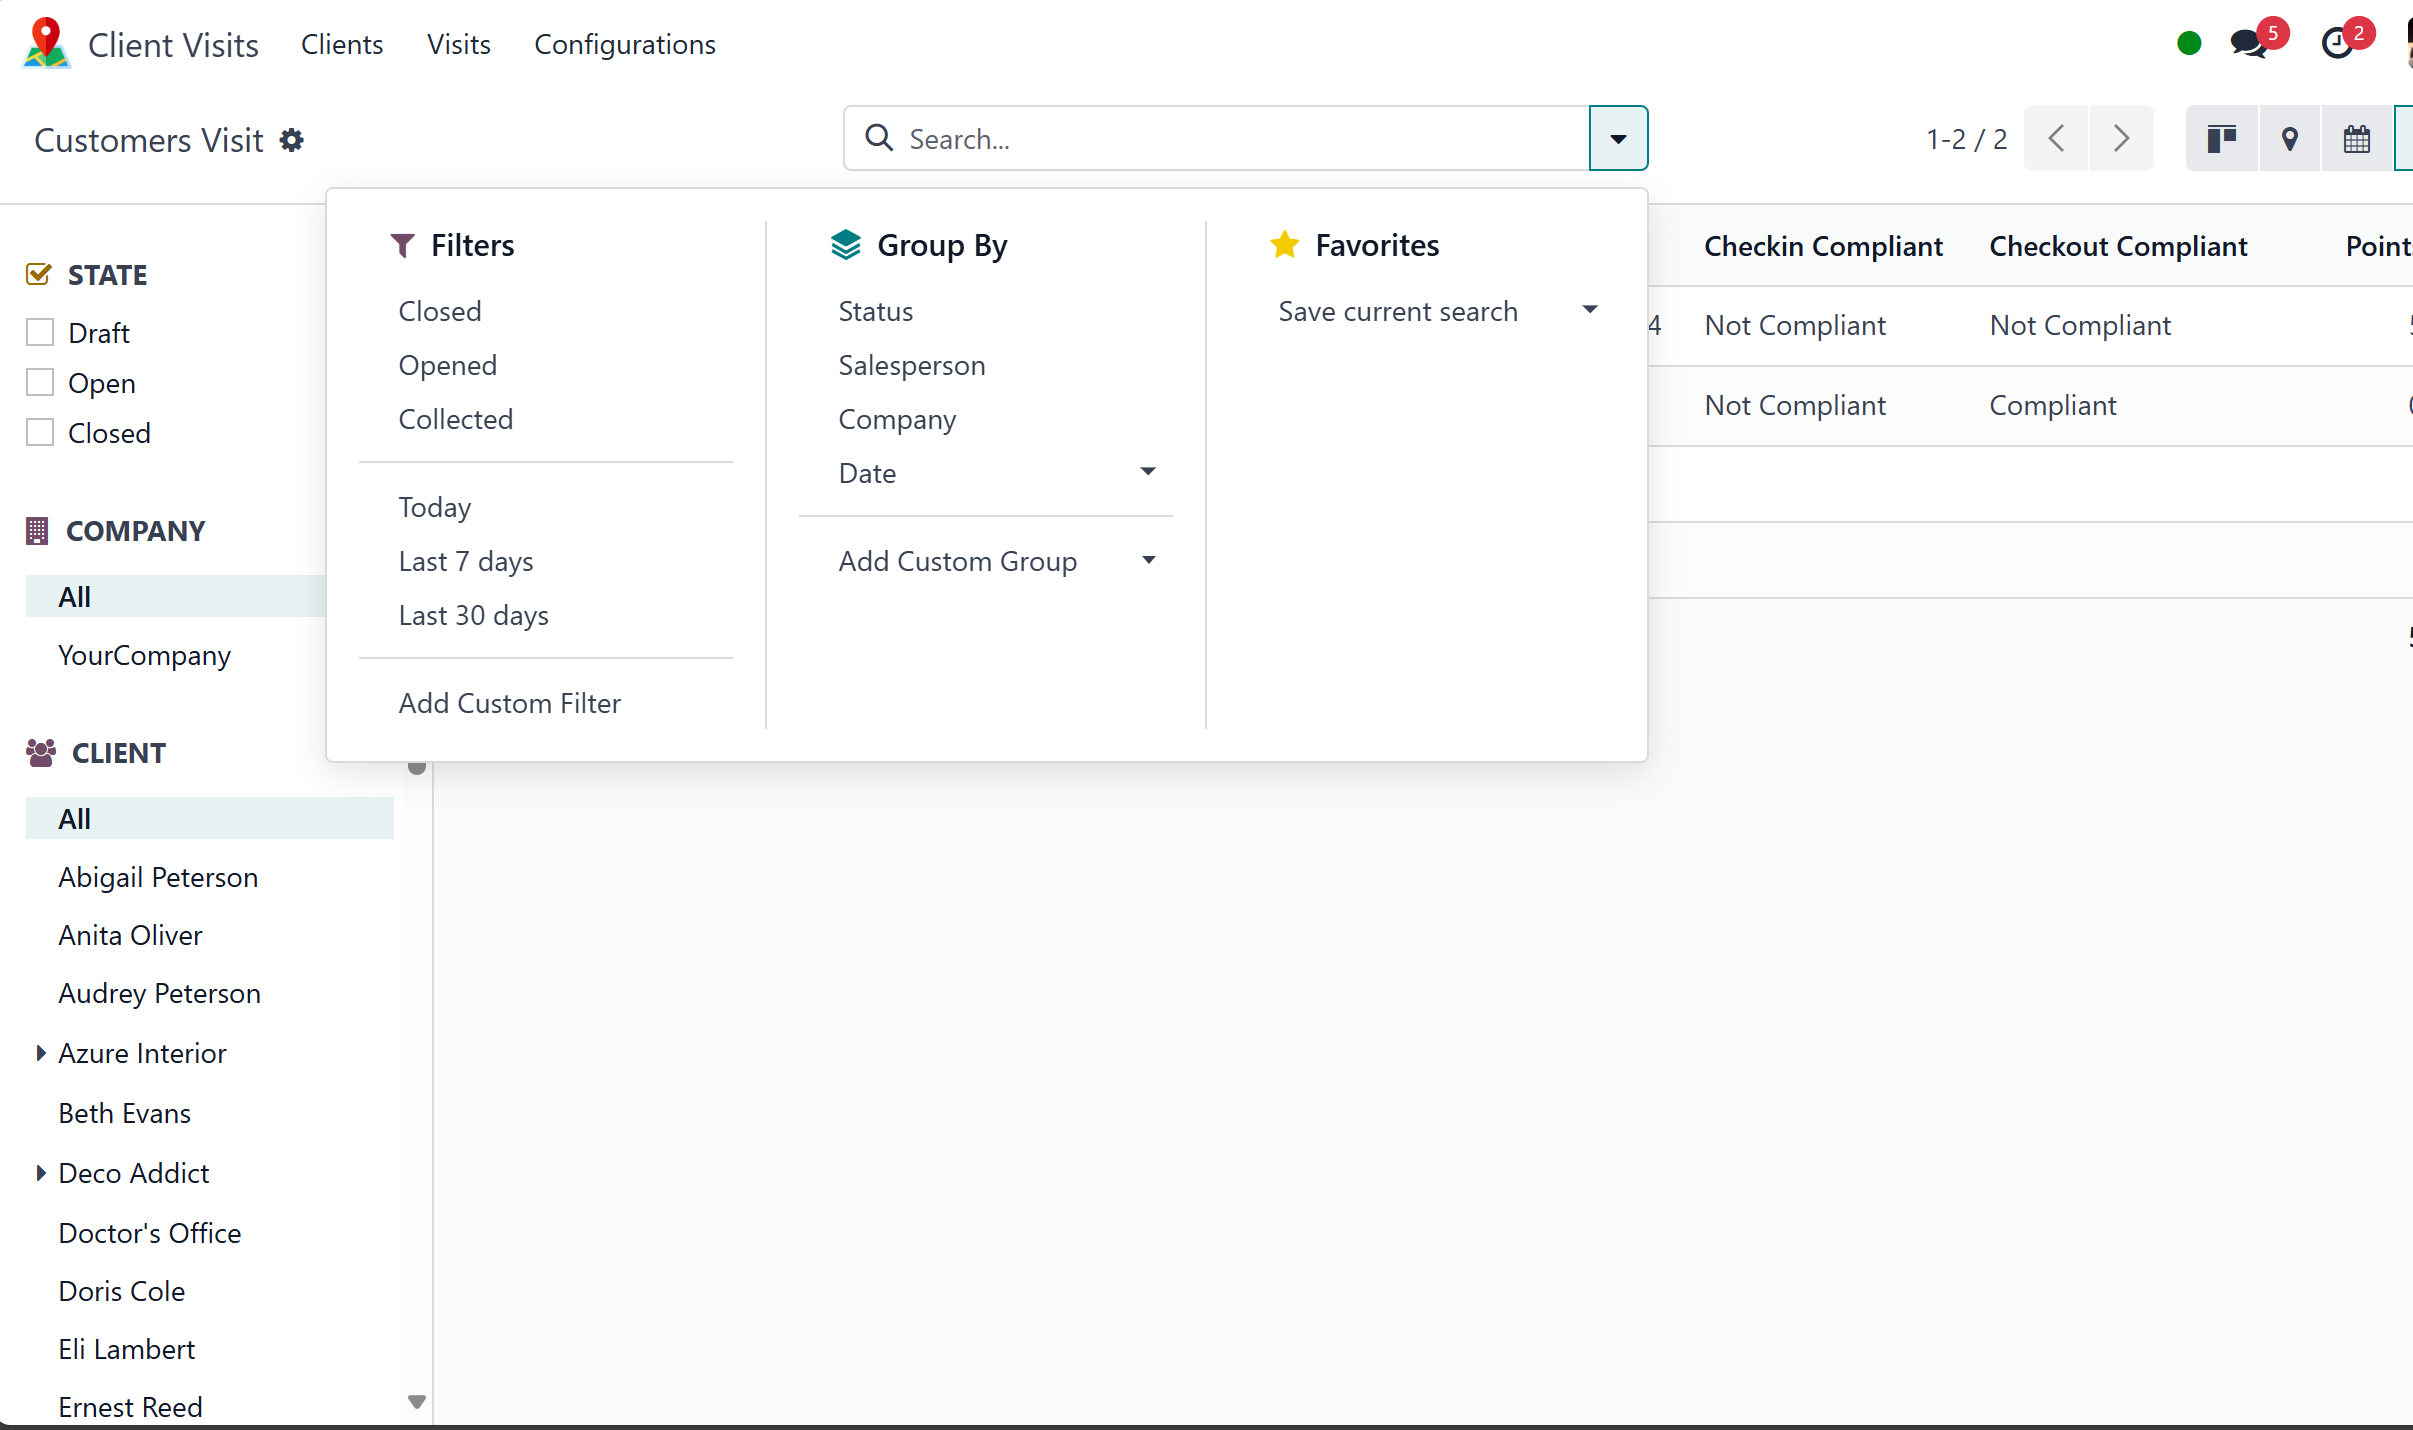 Client Visits Clients Visits Configurations 5 2
Customers Visit Search... 1-2 / 2
Filters Group By Favorites
Closed Status Save current search
Opened Salesperson
Collected Company
Date
Today
Last 7 days Add Custom Group
Last 30 days
Add Custom Filter
Checkin Compliant Checkout Compliant
4 Not Compliant Not Compliant
Not Compliant Compliant
STATE
Draft
Open
Closed
COMPANY
All
YourCompany
CLIENT
All
Abigail Peterson
Anita Oliver
Audrey Peterson
Azure Interior
Beth Evans
Deco Addict
Doctor's Office
Doris Cole
Eli Lambert
Ernest Reed